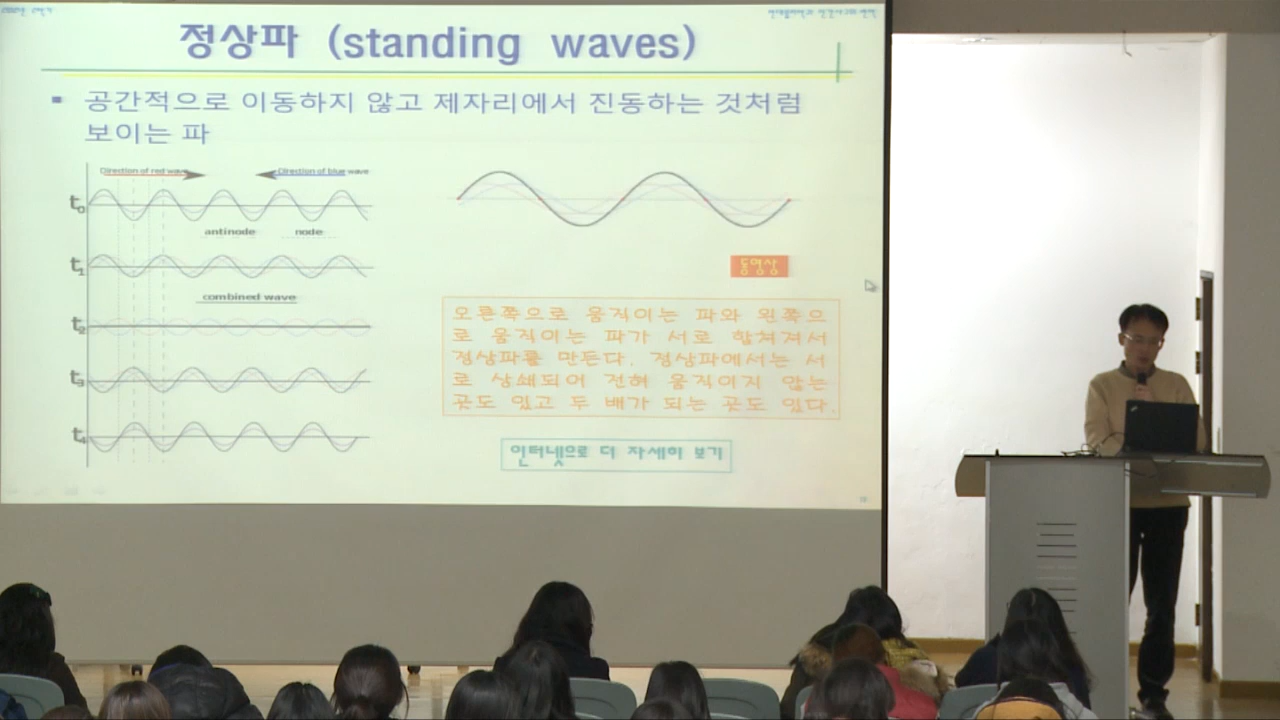 정상파 (standing waves)
▪ 공간적으로 이동하지 않고 제자리에서 진동하는 것처럼
보이는 파
Direction of red wave
Direction of blue wave
t0
antinode node
t1
combined wave
t2
t3
t4
동영상
오른쪽으로 움직이는 파와 왼쪽으
로 움직이는 파가 서로 합쳐져서
정상파를 만든다. 정상파에서는 서
로 상쇄되어 전혀 움직이지 않는
곳도 있고 두 배가 되는 곳도 있다.
인터넷으로 더 자세히 보기